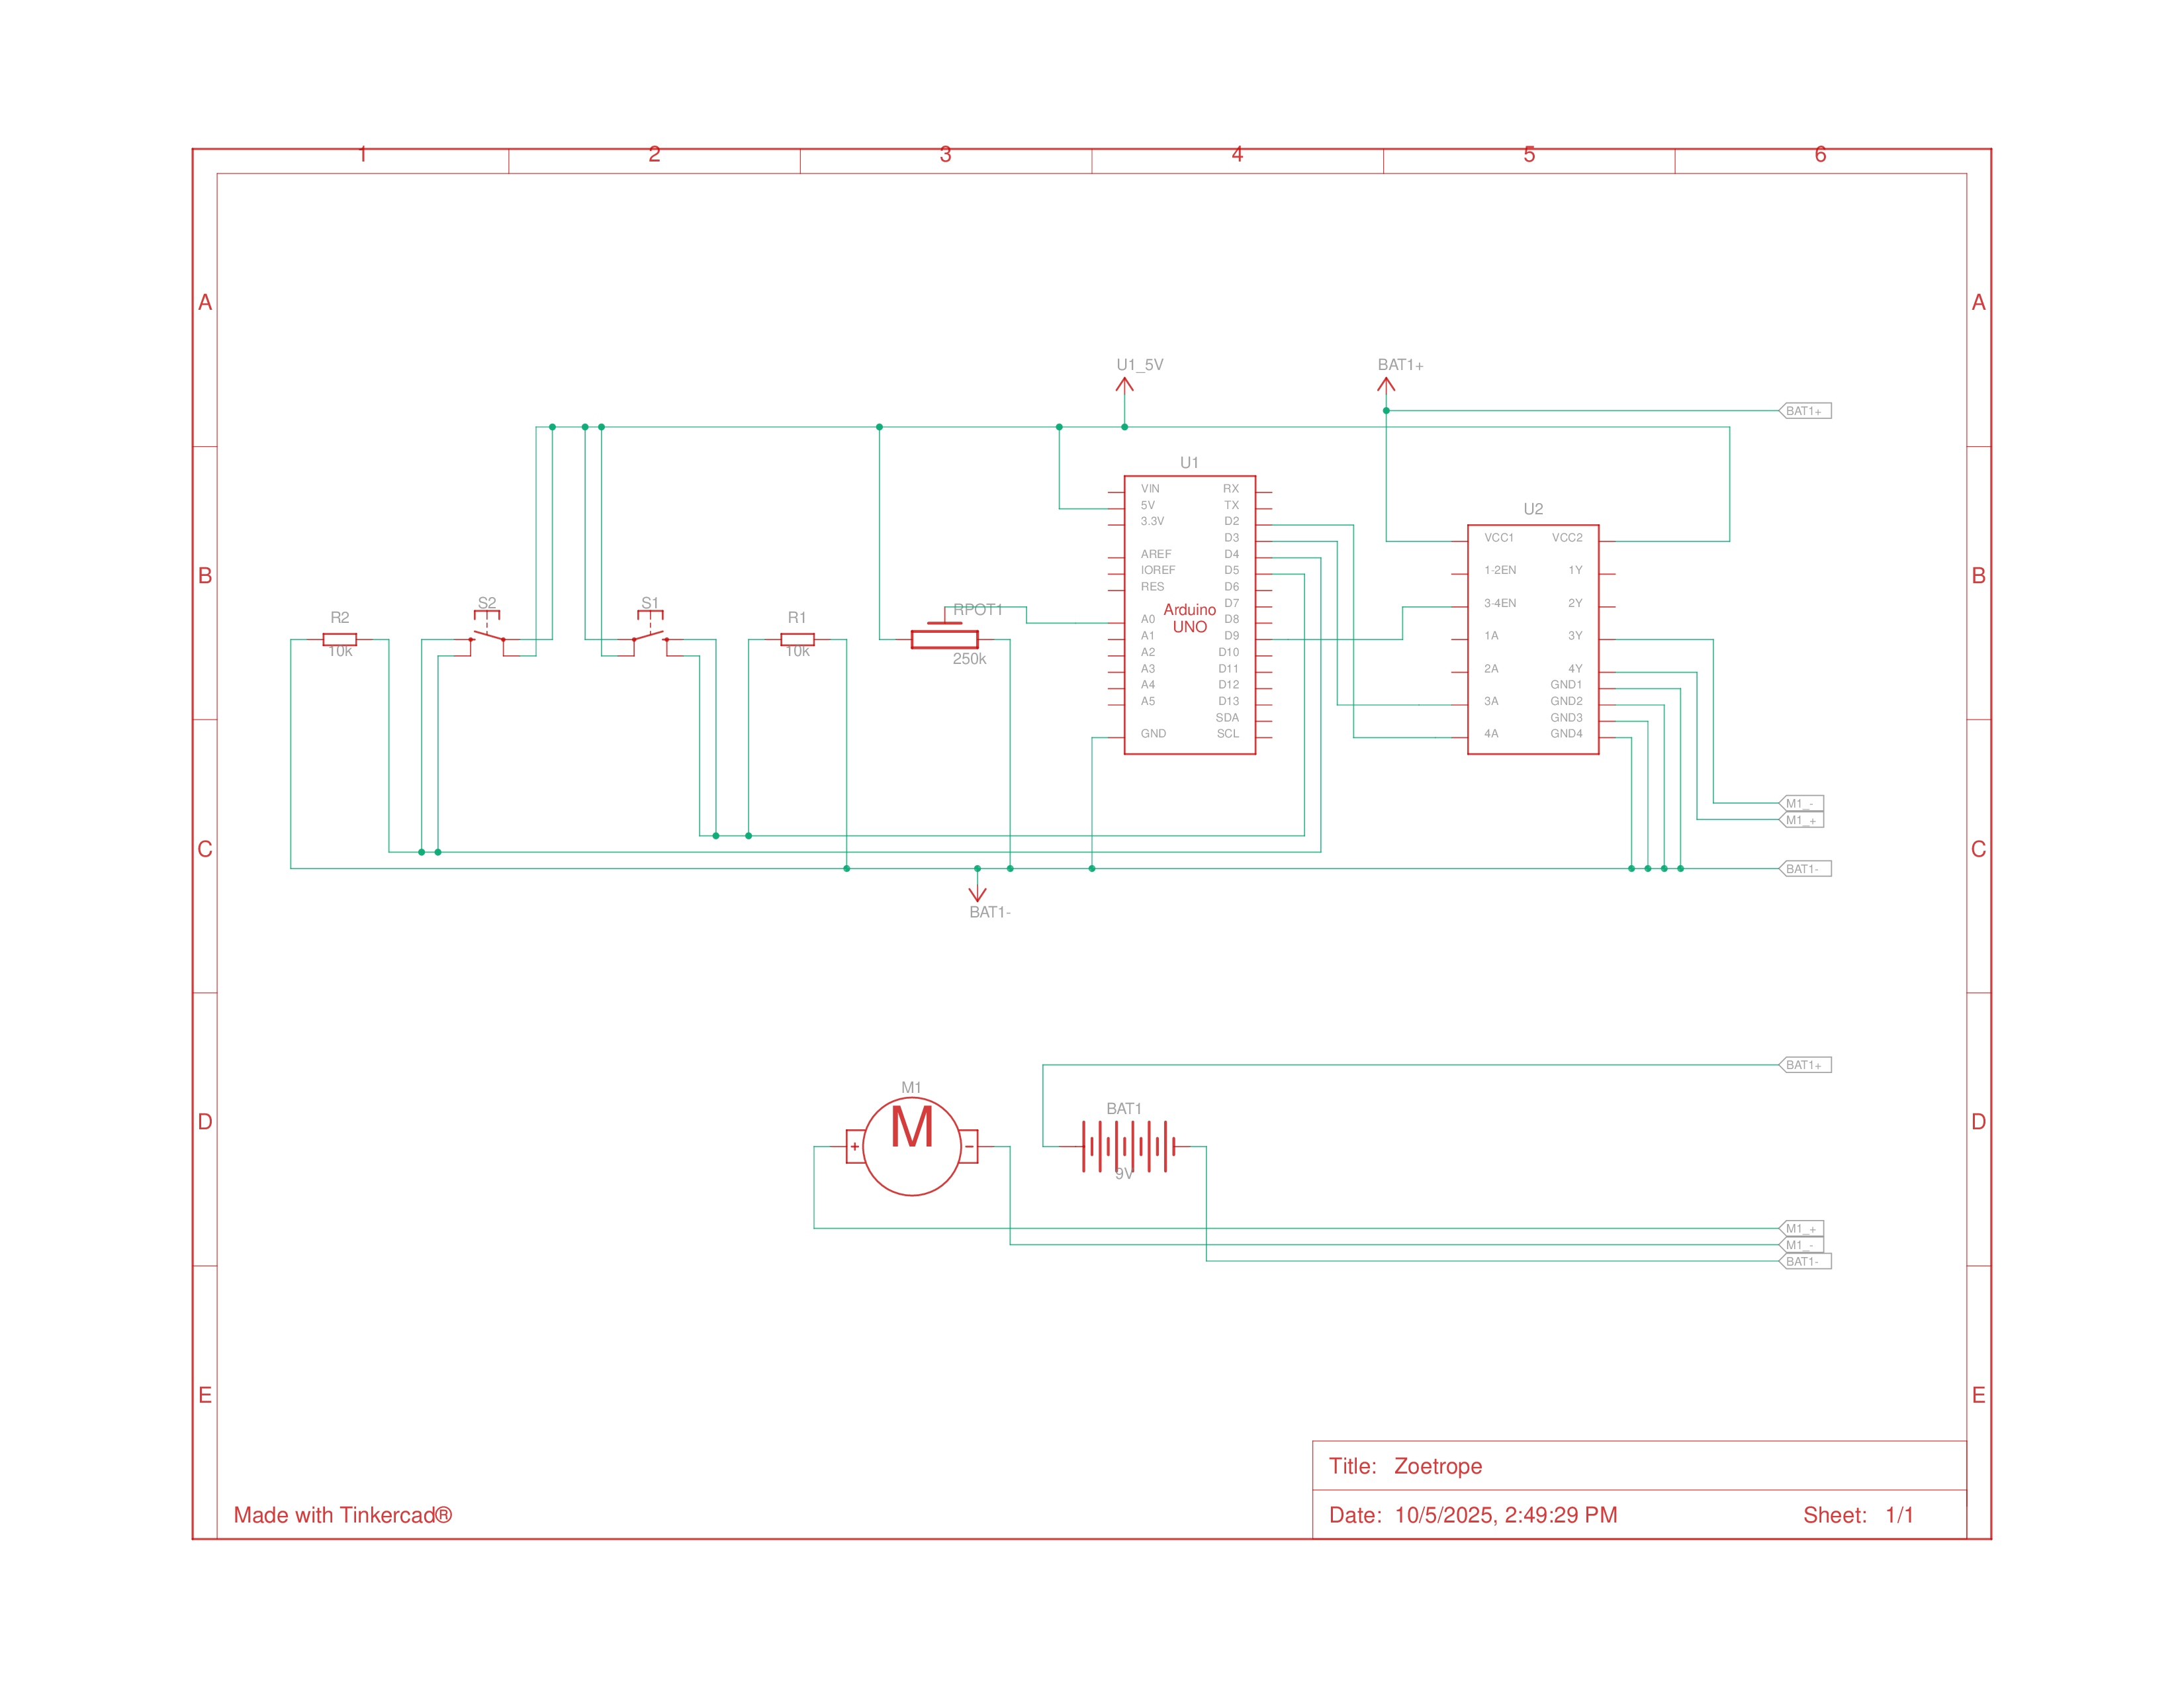 1 2 3 4 5 6
A A
U1_5V BAT1+
BAT1+
B B
U1
VIN RX
5V TX
3.3V D2
D3
AREF D4
IOREF D5
RES D6
D7
A0 D8
A1 D9
A2 D10
A3 D11
A4 D12
A5 D13
SDA
GND SCL
Arduino
UNO
U2
VCC1 VCC2
1-2EN 1Y
3-4EN 2Y
1A 3Y
2A 4Y
GND1
3A GND2
GND3
4A GND4
R2
10k
S2
S1
R1
10k
RPOT1
250k
M1_-
M1_+
C C
BAT1-
BAT1-
BAT1+
M1
M
+ -
BAT1
9V
D D
M1_+
M1_-
BAT1-
E E
Title: Zoetrope
Made with Tinkercad®
Date: 10/5/2025, 2:49:29 PM Sheet: 1/1